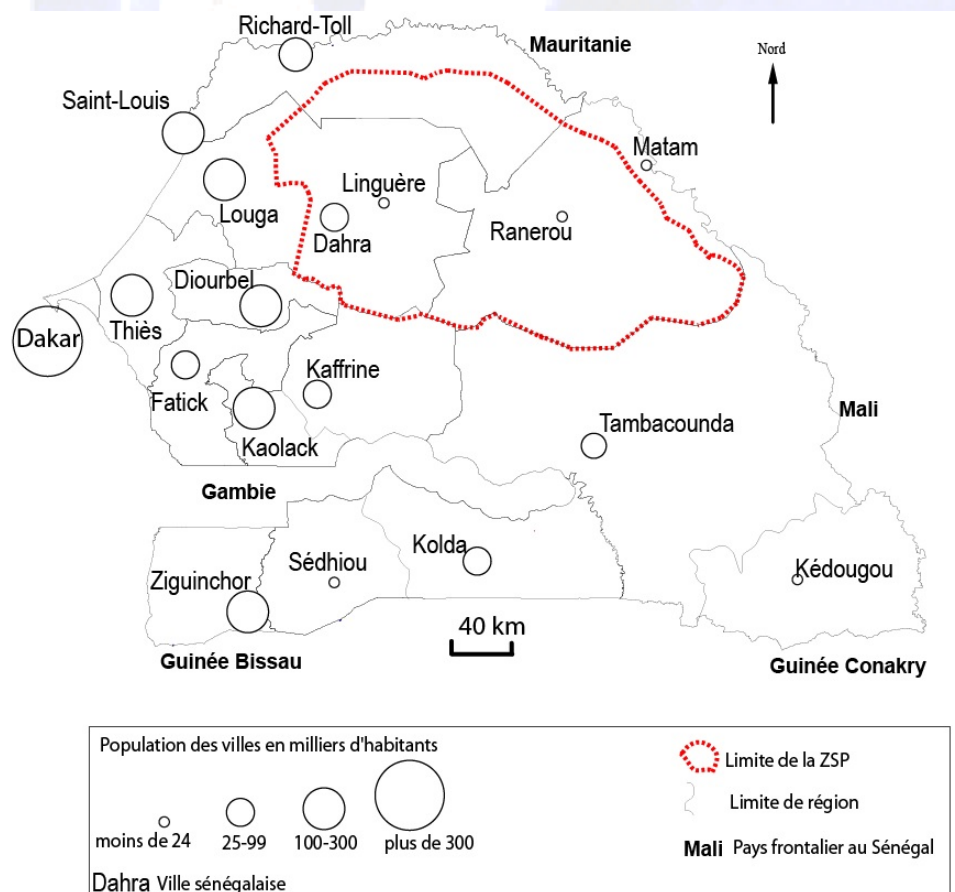 Richard-Toll
Mauritanie
Nord
Saint-Louis
Matam
Linguère
Louga
Dahra
Ranerou
Diourbel
Thiès
Dakar
Kaffrine
Fatick
Mali
Tambacounda
Kaolack
Gambie
Kolda
Sédhiou
Kédougou
Ziguinchor
40 km
Guinée Bissau
Guinée Conakry
Population des villes en milliers d'habitants
moins de 24
25-99
100-300
plus de 300
Dahra Ville sénégalaise
Limite de la ZSP
Limite de région
Mali Pays frontalier au Sénégal